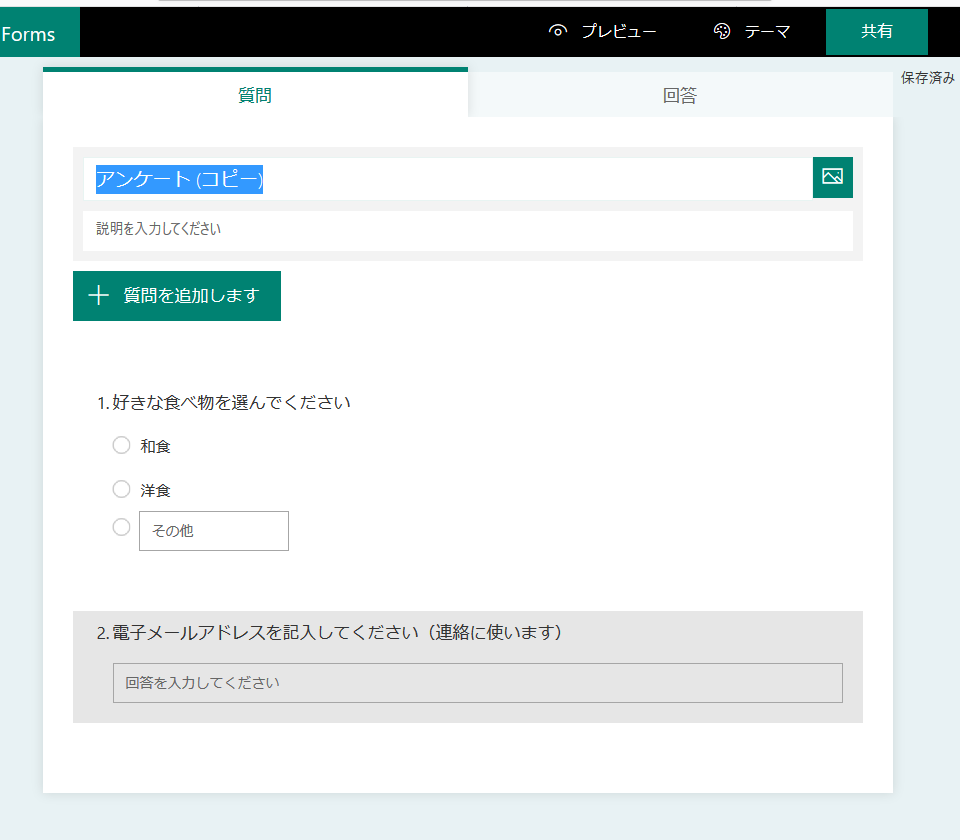 Forms
プレビュー
テーマ
共有
質問
回答
保存済み
アンケート (コピー)
説明を入力してください
質問を追加します
1. 好きな食べ物を選んでください
和食
洋食
その他
2. 電子メールアドレスを記入してください（連絡に使います）
回答を入力してください